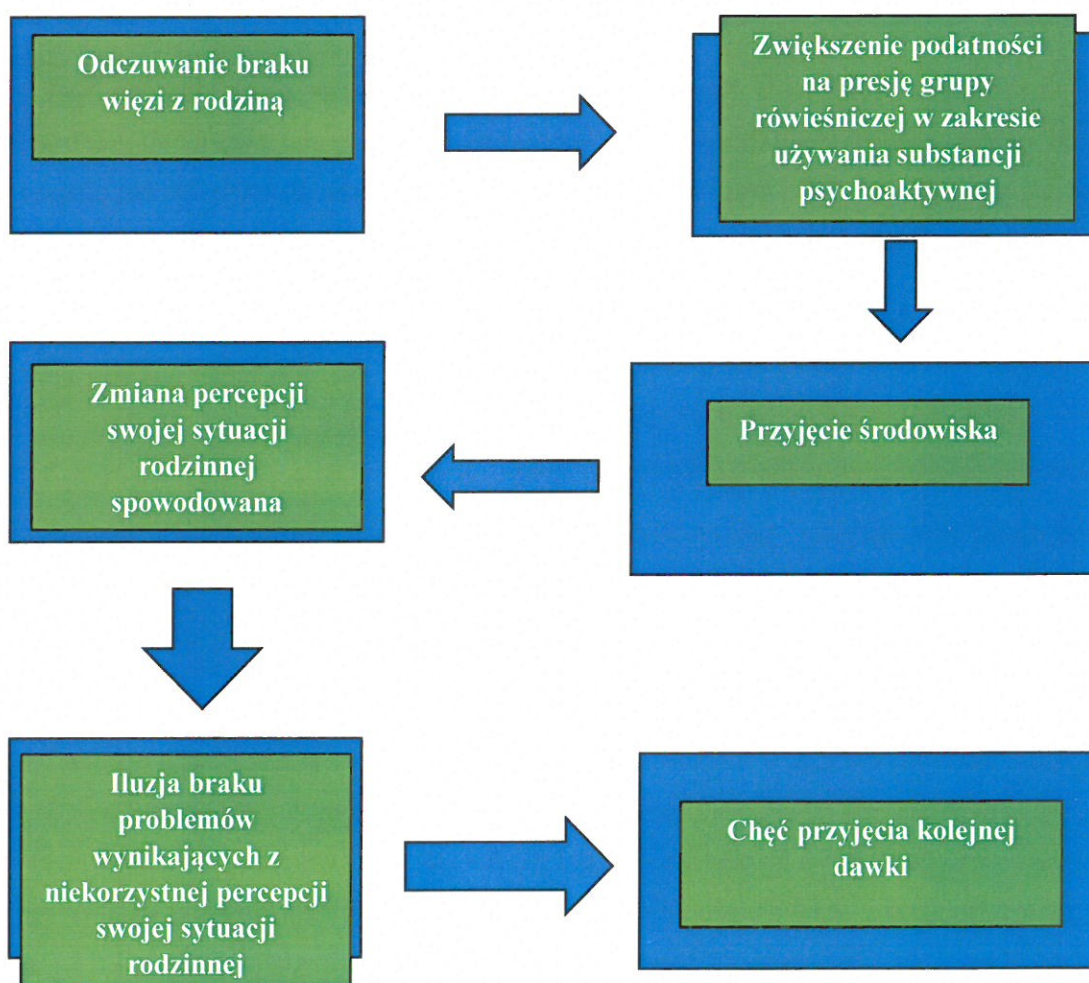 Odczuwanie braku
więzi z rodziną
Zwiększenie podatności
na presję grupy
rówieśniczej w zakresie
używania substancji
psychoaktywnej
Przyjęcie środowiska
Zmiana percepcji
swojej sytuacji
rodzinnej
spowodowana
Iluzja braku
problemów
wynikających z
niekorzystnej percepcji
swojej sytuacji
rodzinnej
Chęć przyjęcia kolejnej
dawki